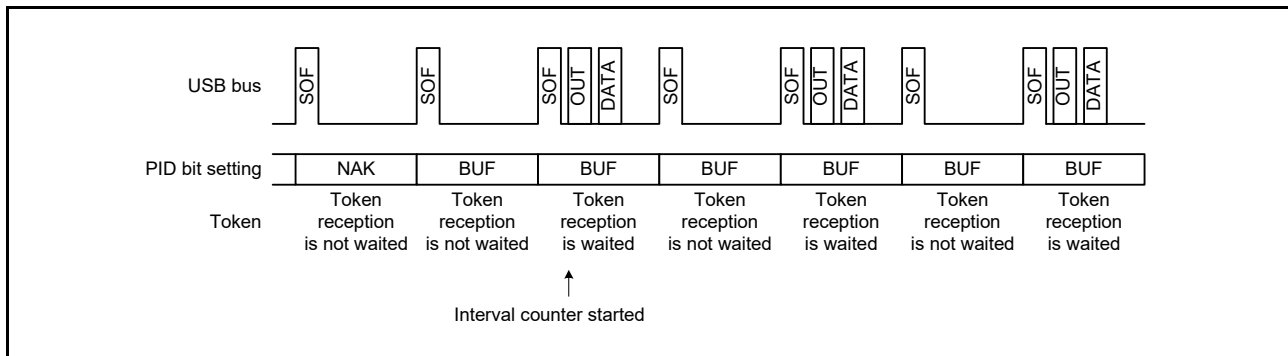 USB bus
SOF
SOF
SOF
OUT
DATA
SOF
SOF
OUT
DATA
SOF
SOF
OUT
DATA
PID bit setting
NAK
BUF
BUF
BUF
BUF
BUF
BUF
Token
Token
reception
is not waited
Token
reception
is not waited
Token
reception
is waited
Token
reception
is not waited
Token
reception
is waited
Token
reception
is not waited
Token
reception
is waited
Interval counter started